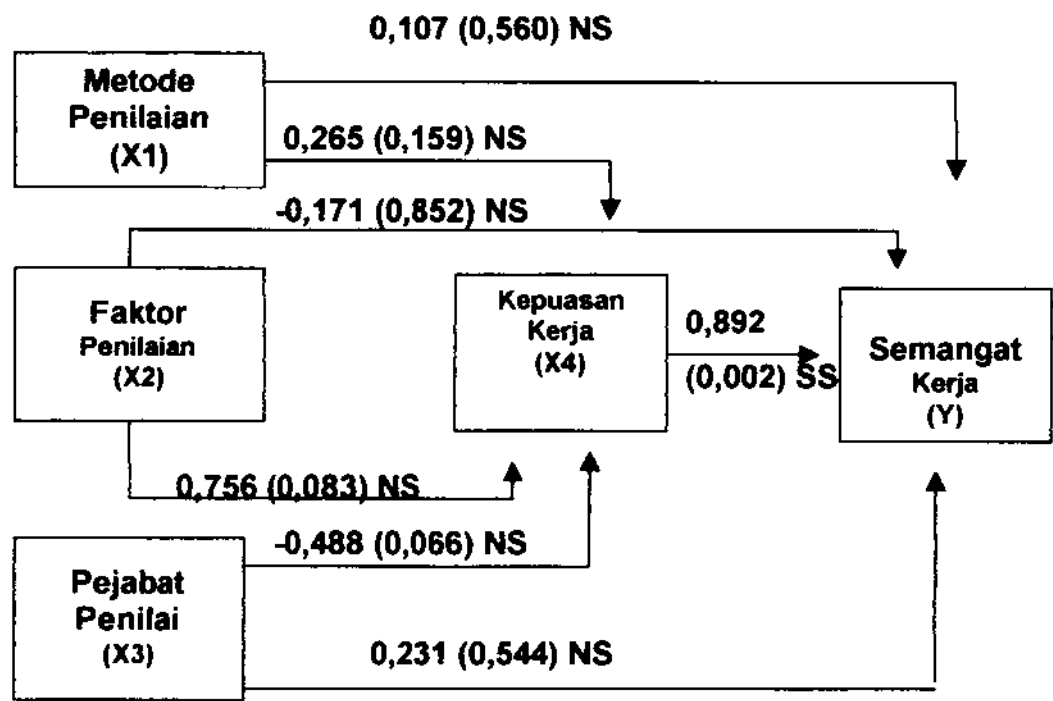 0,107 (0,560) NS
Metode
Penilaian
(X1)
0,265 (0,159) NS
-0,171 (0,852) NS
Faktor
Penilaian
(X2)
Kepuasan
Kerja
(X4)
0,892
(0,002) SS
Semangat
Kerja
(Y)
0,756 (0,083) NS
-0,488 (0,066) NS
Pejabat
Penilai
(X3)
0,231 (0,544) NS